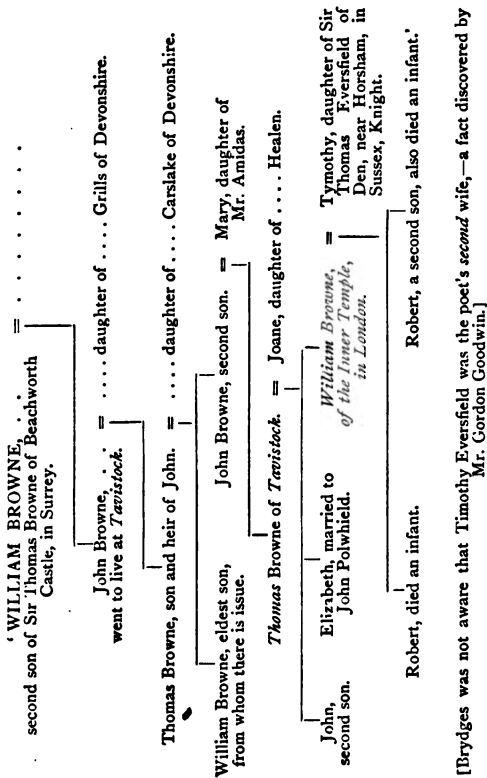 ‘WILLIAM BROWNE, . . = . . . . . . . .
second son of Sir Thomas Browne of Beachworth
Castle, in Surrey.
John Browne, . . = . . . . daughter of . . . . Grills of Devonshire.
went to live at Tavistock.
Thomas Browne, son and heir of John. = . . . . daughter of . . . . Carslake of Devonshire.
William Browne, eldest son,
from whom there is issue.
John Browne, second son. = Mary, daughter of
Mr. Amidas.
Thomas Browne of Tavistock. = Joane, daughter of . . . . Healen.
John,
second son.
Elizabeth, married to
John Polwhield.
William Browne,
of the Inner Temple,
in London.
= Tymothy, daughter of Sir
Thomas Eversfield of
Den, near Horsham, in
Sussex, Knight.
Robert, died an infant.
Robert, a second son, also died an infant.’
[Brydges was not aware that Timothy Eversfield was the poet's second wife,—a fact discovered by
Mr. Gordon Goodwin.]